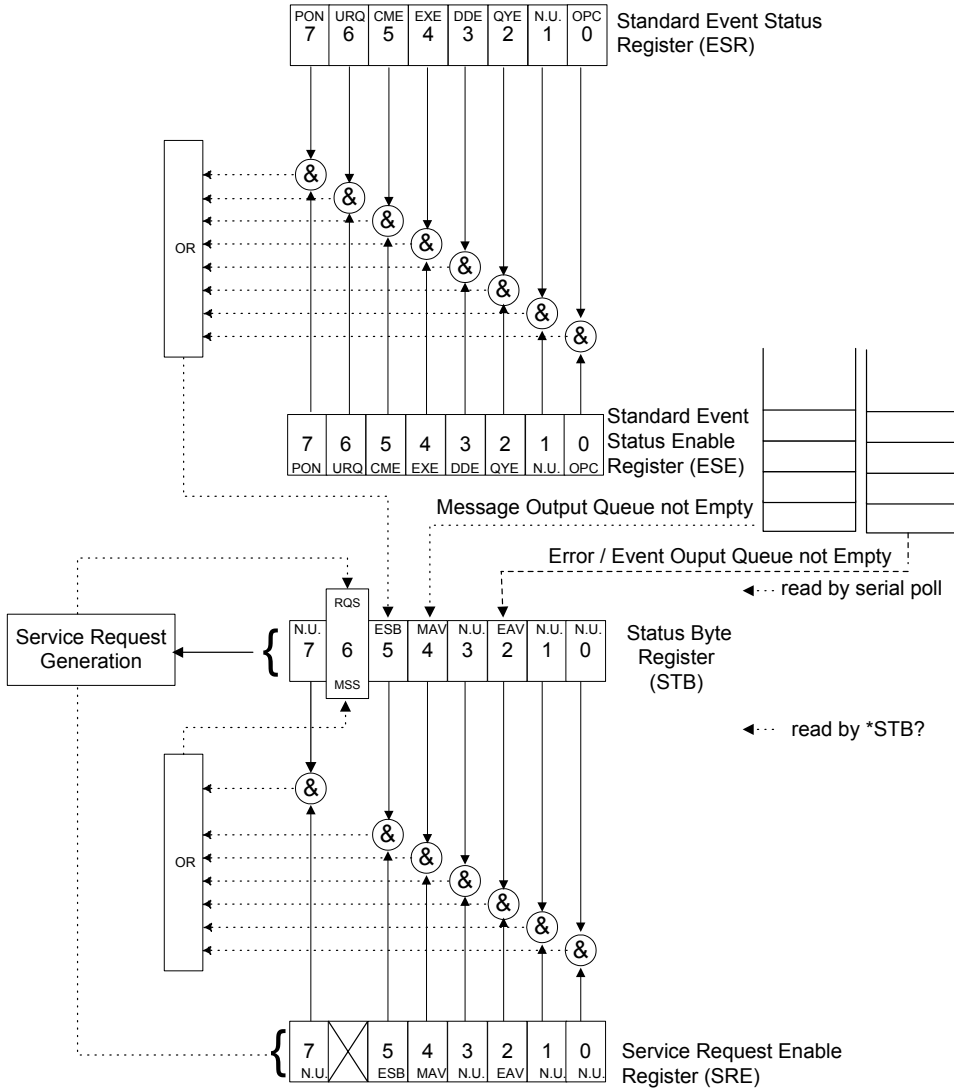 PON URQ CME EXE DDE QYE N.U. OPC
7 6 5 4 3 2 1 0
Standard Event Status
Register (ESR)
&
&
&
&
OR
&
&
&
&
7 6 5 4 3 2 1 0
PON URQ CME EXE DDE QYE N.U. OPC
Standard Event
Status Enable
Register (ESE)
Message Output Queue not Empty
Error / Event Ouput Queue not Empty
read by serial poll
RQS
N.U. ESB MAV N.U. EAV N.U. N.U.
7 6 5 4 3 2 1 0
MSS
{
Service Request
Generation
Status Byte
Register
(STB)
read by *STB?
&
&
&
OR
&
&
&
&
{
7 5 4 3 2 1 0
N.U. ESB MAV N.U. EAV N.U. N.U.
Service Request Enable
Register (SRE)